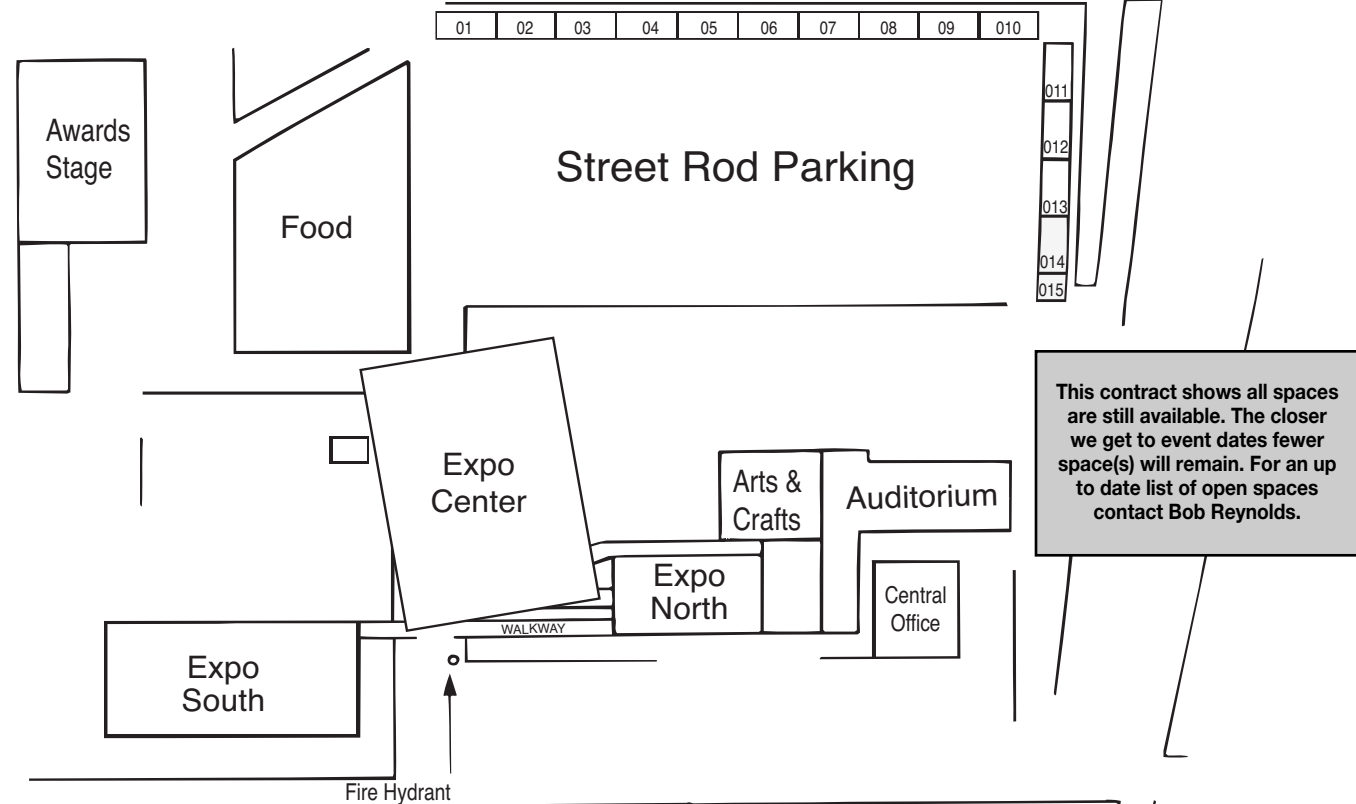 01 02 03 04 05 06 07 08 09 010
011
012
013
014
015
Awards
Stage
Food
Street Rod Parking
This contract shows all spaces
are still available. The closer
we get to event dates fewer
space(s) will remain. For an up
to date list of open spaces
contact Bob Reynolds.
Expo
Center
Arts &
Crafts
Auditorium
Expo
North
Central
Office
WALKWAY
Expo
South
Fire Hydrant